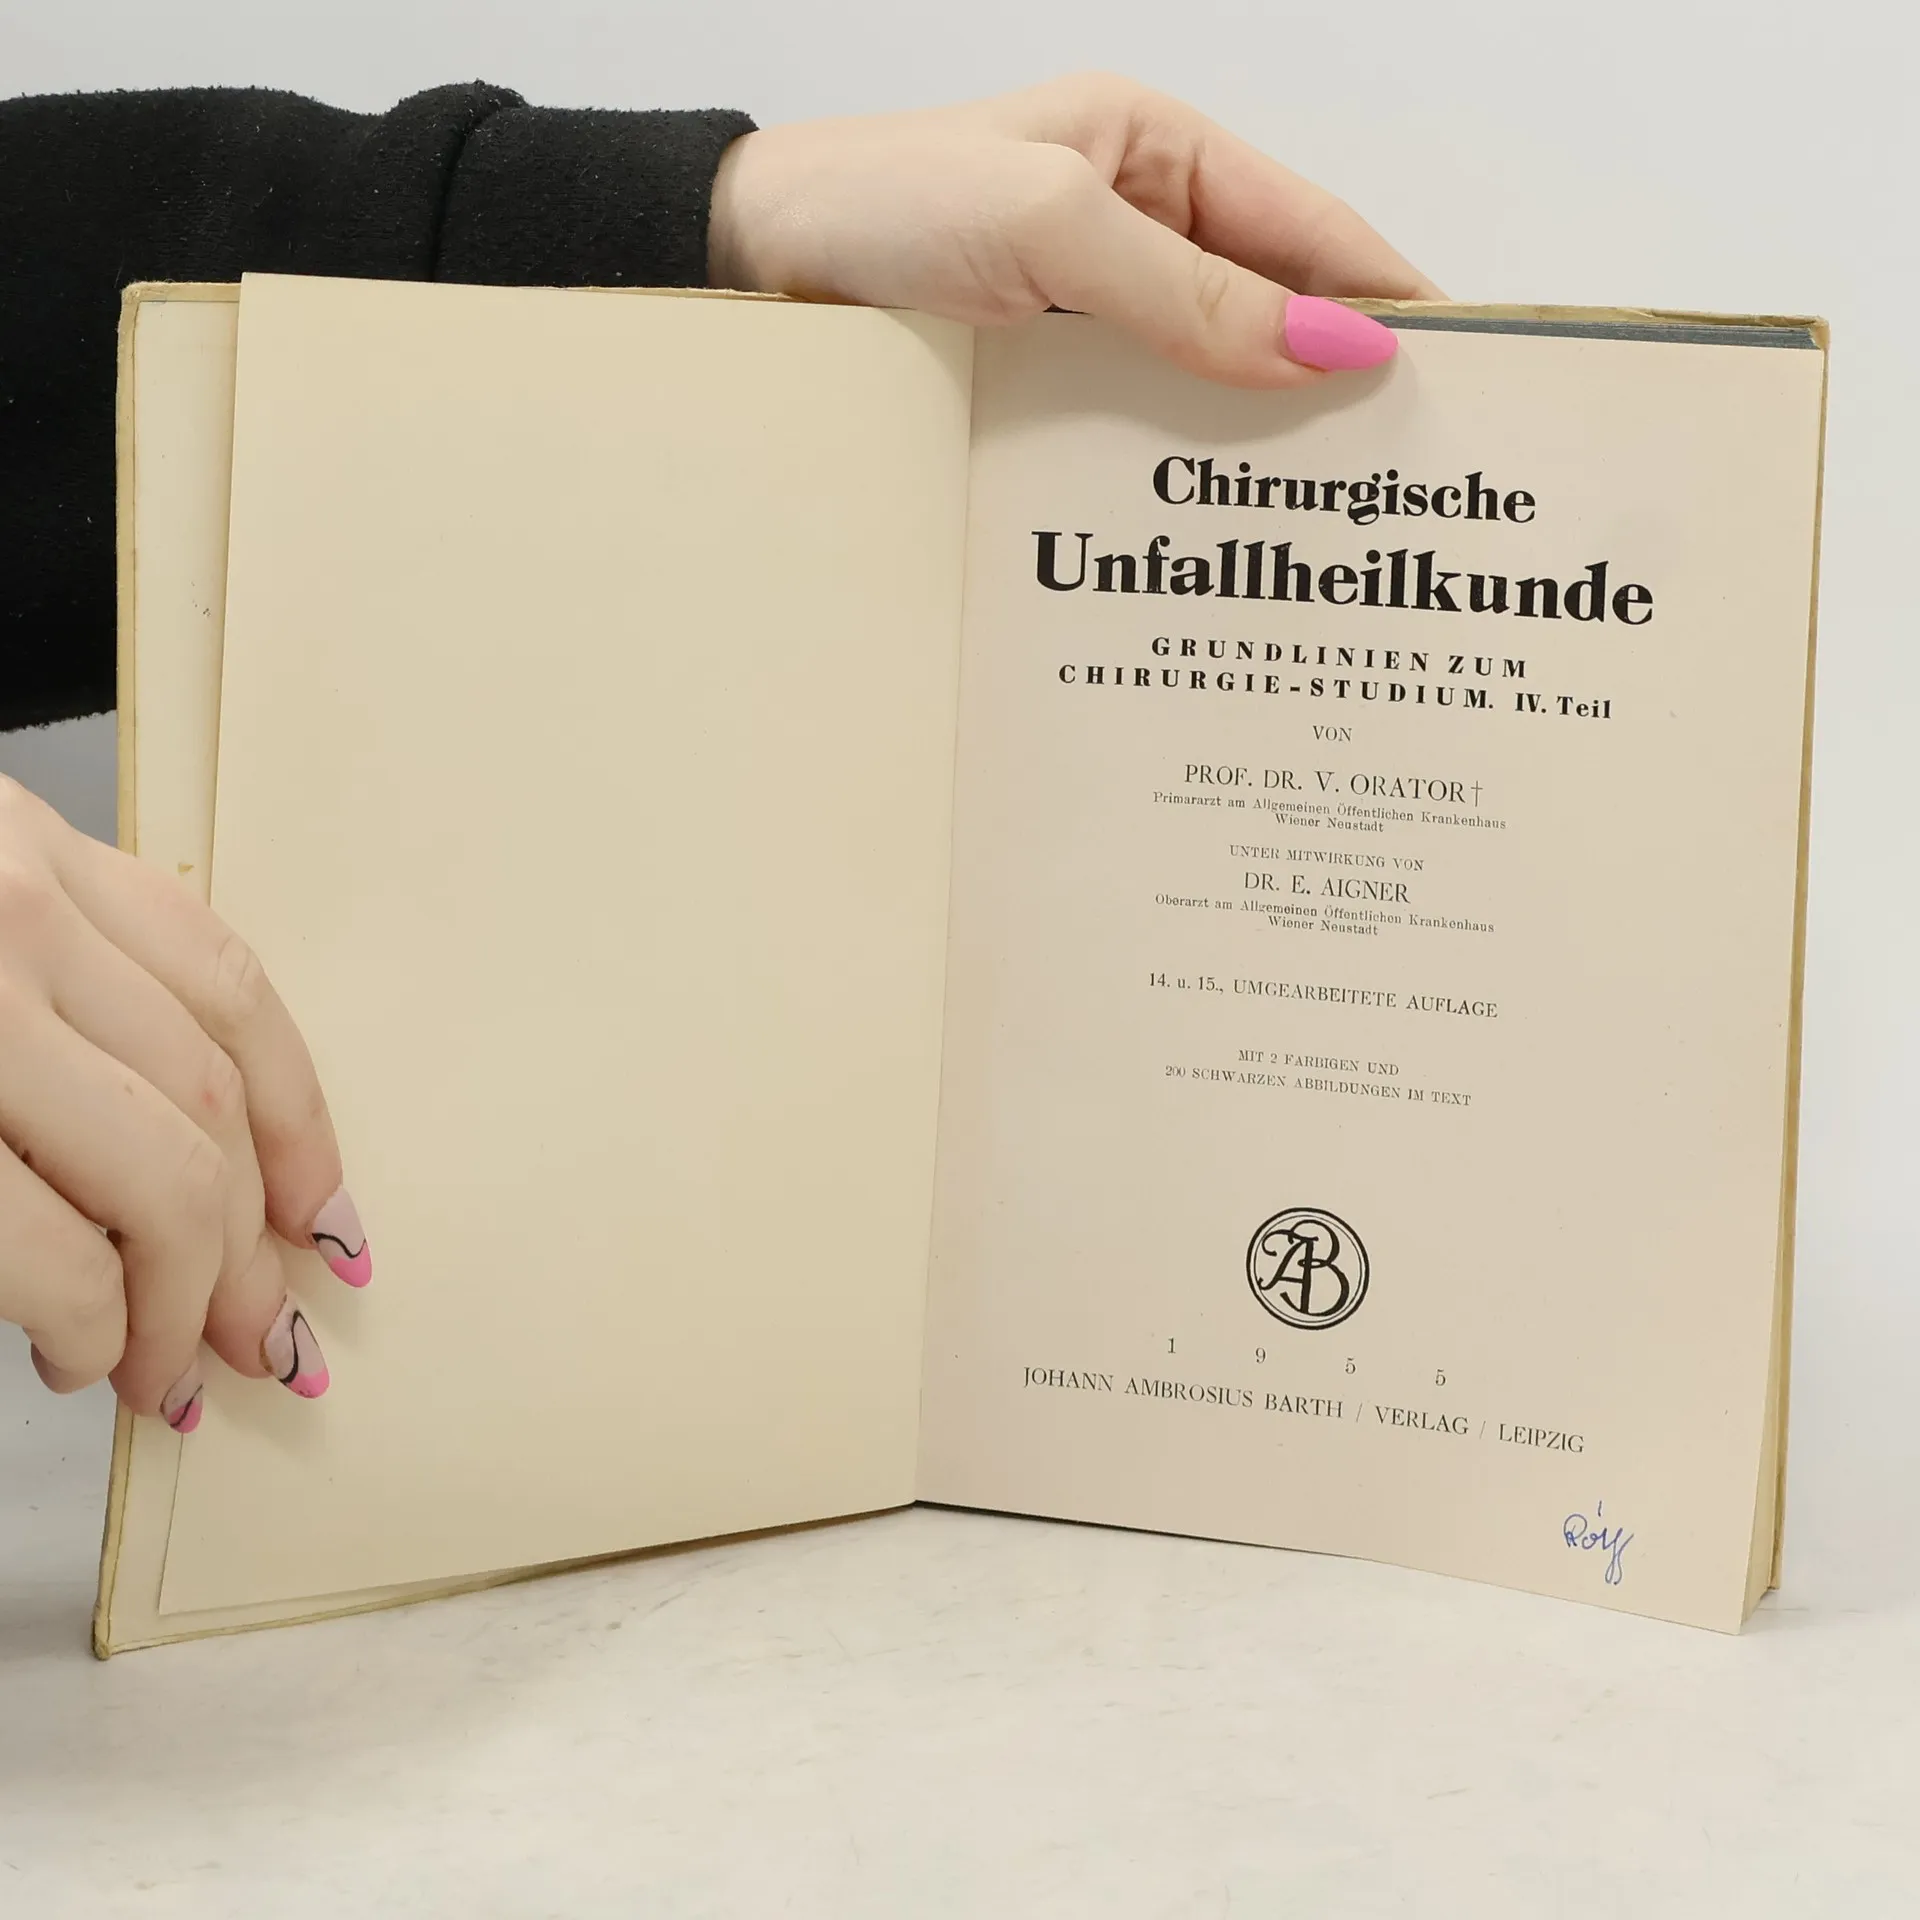 Chirurgische
Unfallheilkunde
GRUNDLINIEN ZUM
CHIRURGIE-STUDIUM. IV. Teil
VON
PROF. DR. V. ORATOR†
Primararzt am Allgemeinen Öffentlichen Krankenhaus
Wiener Neustadt
UNTER MITWIRKUNG VON
DR. E. AIGNER
Oberarzt am Allgemeinen Öffentlichen Krankenhaus
Wiener Neustadt
14. u. 15., UMGEARBEITETE AUFLAGE
MIT 2 FARBIGEN UND
200 SCHWARZEN ABBILDUNGEN IM TEXT
1 9 5 5
JOHANN AMBROSIUS BARTH / VERLAG / LEIPZIG